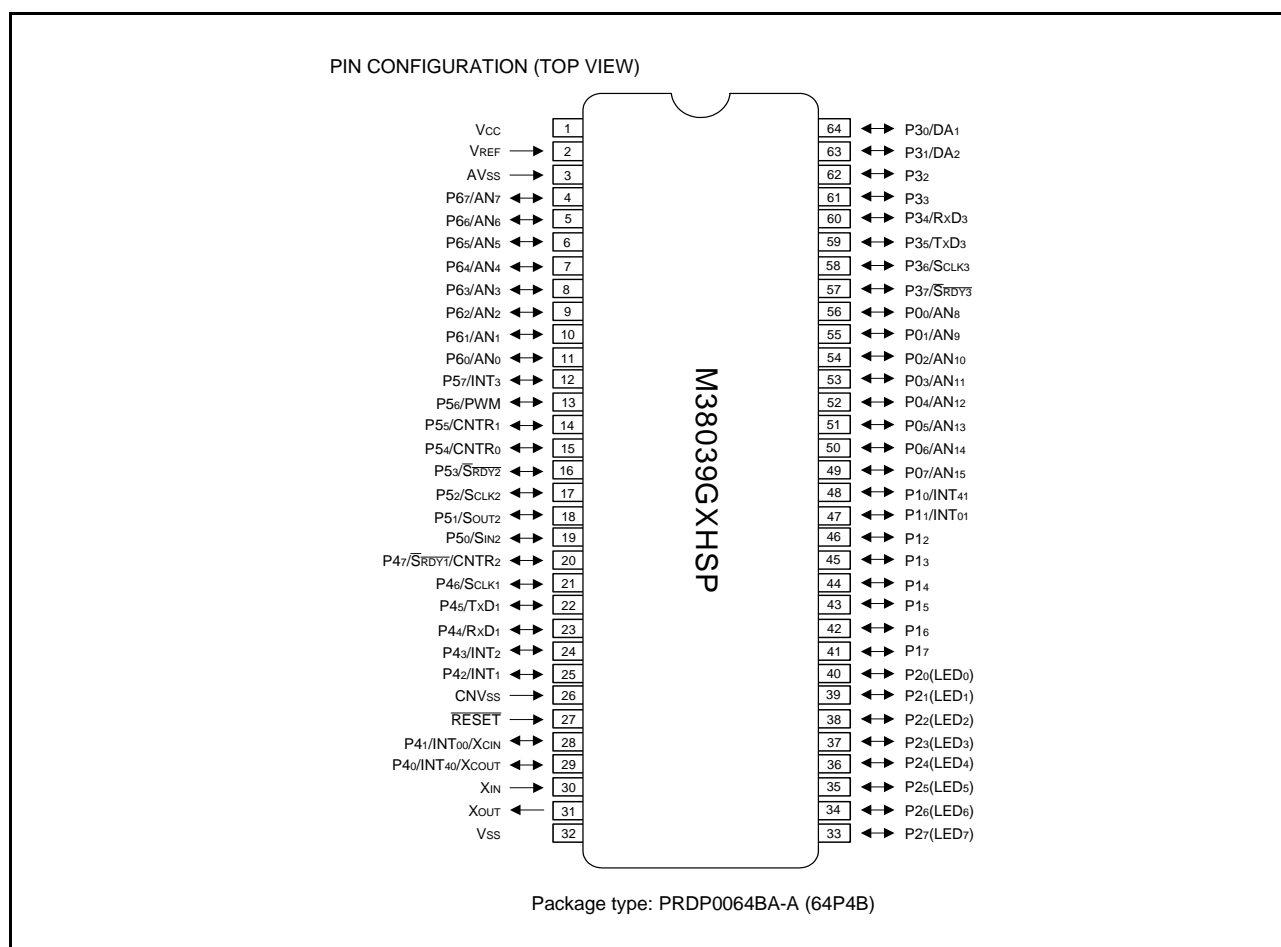 PIN CONFIGURATION (TOP VIEW)
VCC 1 64 P30/DA1
VREF 2 63 P31/DA2
AVSS 3 62 P32
P67/AN7 4 61 P33
P66/AN6 5 60 P34/RXD3
P65/AN5 6 59 P35/TXD3
P64/AN4 7 58 P36/SCLK3
P63/AN3 8 57 P37/S̅R̅D̅Y̅3̅
P62/AN2 9 56 P00/AN8
P61/AN1 10 55 P01/AN9
P60/AN0 11 54 P02/AN10
P57/INT3 12 53 P03/AN11
P56/PWM 13 52 P04/AN12
P55/CNTR1 14 51 P05/AN13
P54/CNTR0 15 50 P06/AN14
P53/S̅R̅D̅Y̅2̅ 16 49 P07/AN15
P52/SCLK2 17 48 P10/INT41
P51/SOUT2 18 47 P11/INT01
P50/SIN2 19 46 P12
P47/S̅R̅D̅Y̅1̅/CNTR2 20 45 P13
P46/SCLK1 21 44 P14
P45/TXD1 22 43 P15
P44/RXD1 23 42 P16
P43/INT2 24 41 P17
P42/INT1 25 40 P20(LED0)
CNVSS 26 39 P21(LED1)
R̅E̅S̅E̅T̅ 27 38 P22(LED2)
P41/INT00/XCIN 28 37 P23(LED3)
P40/INT40/XCOUT 29 36 P24(LED4)
XIN 30 35 P25(LED5)
XOUT 31 34 P26(LED6)
VSS 32 33 P27(LED7)
M38039GXHSP
Package type: PRDP0064BA-A (64P4B)